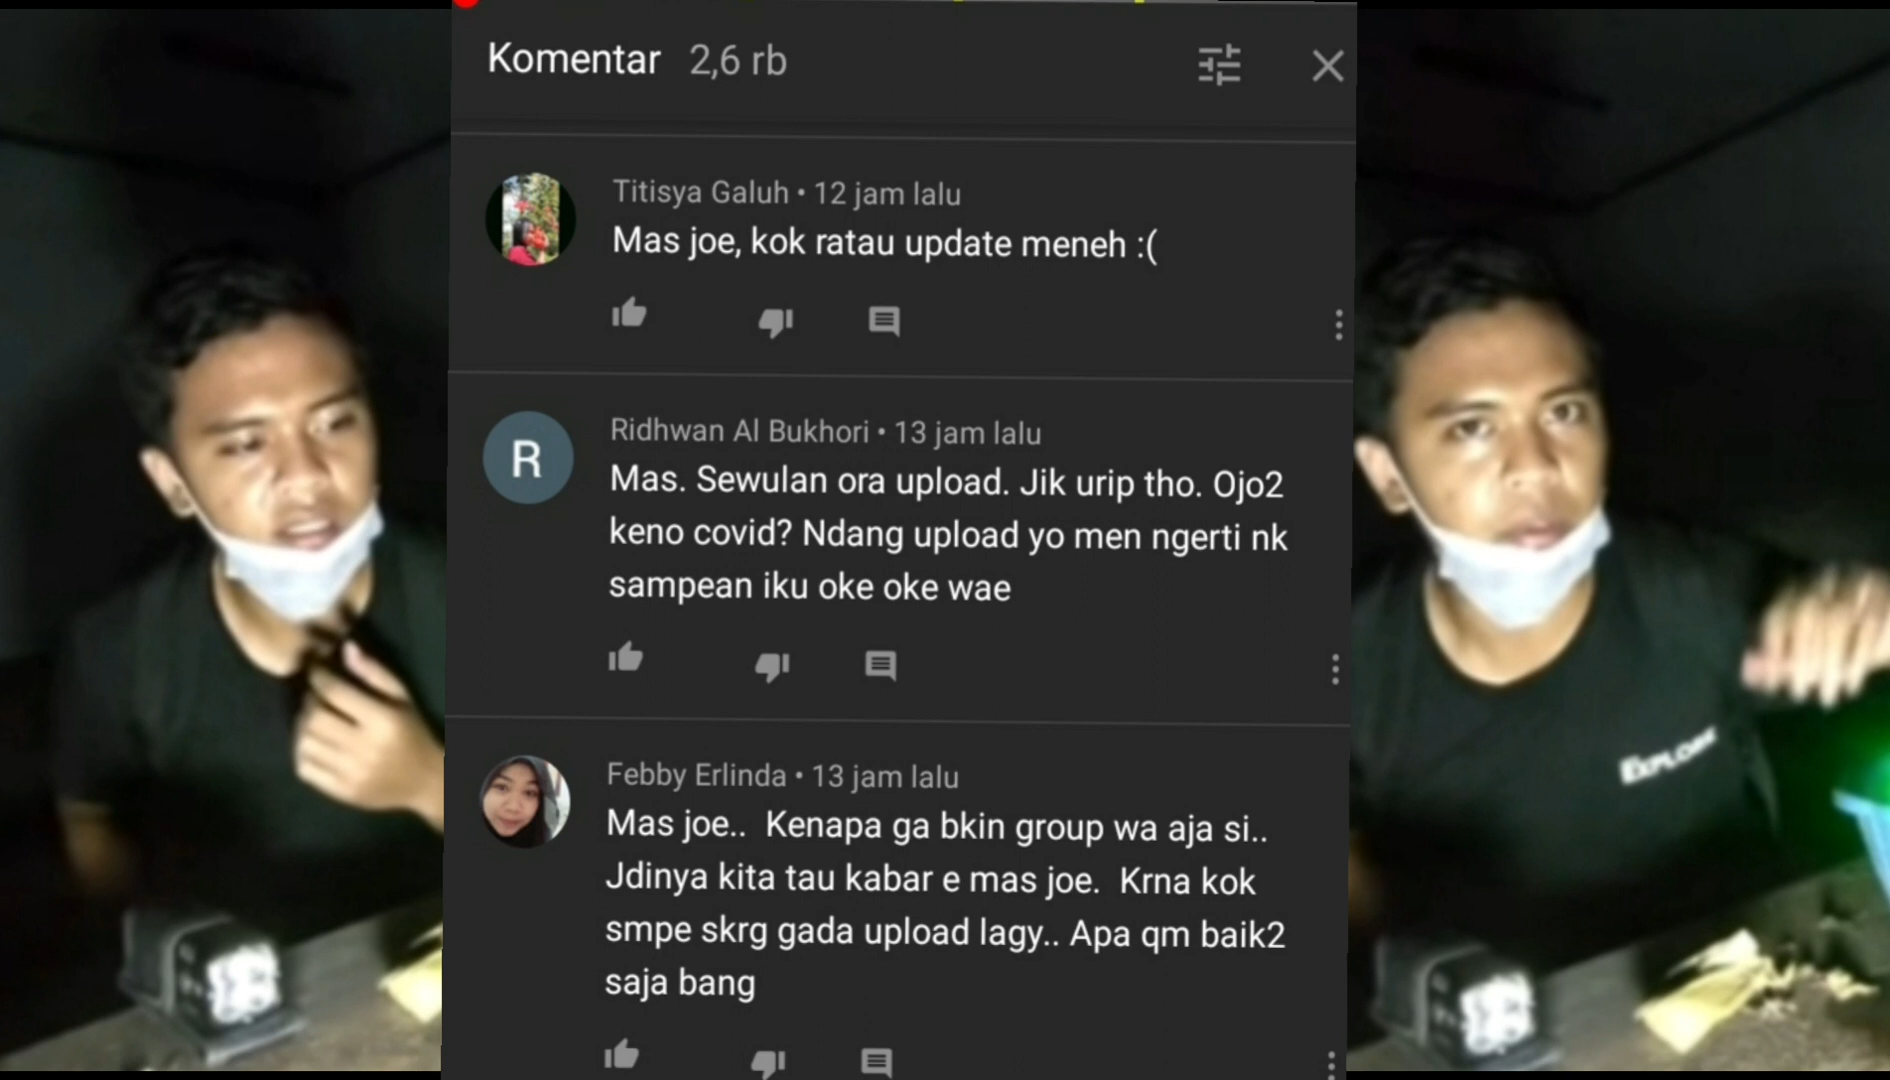 Komentar 2,6 rb
Titisya Galuh • 12 jam lalu
Mas joe, kok ratau update meneh :(
R
Ridhwan Al Bukhori • 13 jam lalu
Mas. Sewulan ora upload. Jik urip tho. Ojo2
keno covid? Ndang upload yo men ngerti nk
sampean iku oke oke wae
Febby Erlinda • 13 jam lalu
Mas joe..  Kenapa ga bkin group wa aja si..
Jdinya kita tau kabar e mas joe.  Krna kok
smpe skrg gada upload lagy.. Apa qm baik2
saja bang
EXPLORE